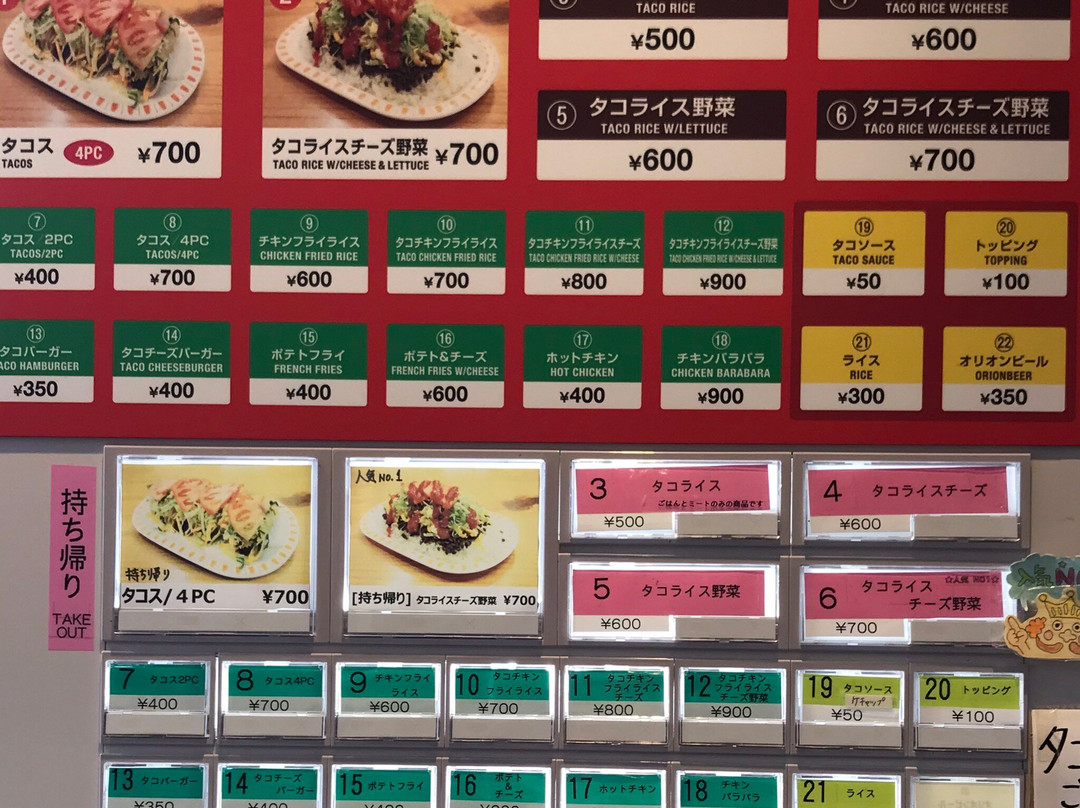 TACO RICE
¥500
TACO RICE W/CHEESE
¥600
タコス
TACOS
4PC
¥700
タコライスチーズ野菜
TACO RICE W/CHEESE & LETTUCE
¥700
⑤ タコライス野菜
TACO RICE W/LETTUCE
¥600
⑥ タコライスチーズ野菜
TACO RICE W/CHEESE & LETTUCE
¥700
⑦
タコス/2PC
TACOS/2PC
¥400
⑧
タコス/4PC
TACOS/4PC
¥700
⑨
チキンフライライス
CHICKEN FRIED RICE
¥600
⑩
タコチキンフライライス
TACO CHICKEN FRIED RICE
¥700
⑪
タコチキンフライライスチーズ
TACO CHICKEN FRIED RICE W/CHEESE
¥800
⑫
タコチキンフライライスチーズ野菜
TACO CHICKEN FRIED RICE W/CHEESE & LETTUCE
¥900
⑲
タコソース
TACO SAUCE
¥50
⑳
トッピング
TOPPING
¥100
⑬
タコバーガー
TACO HAMBURGER
¥350
⑭
タコチーズバーガー
TACO CHEESEBURGER
¥400
⑮
ポテトフライ
FRENCH FRIES
¥400
⑯
ポテト&チーズ
FRENCH FRIES W/CHEESE
¥600
⑰
ホットチキン
HOT CHICKEN
¥400
⑱
チキンバラバラ
CHICKEN BARABARA
¥900
㉑
ライス
RICE
¥300
㉒
オリオンビール
ORIONBEER
¥350
持ち帰り
TAKE
OUT
持ち帰り
タコス/4PC ¥700
人気No.1
[持ち帰り] タコライスチーズ野菜 ¥700
3 タコライス
ごはんとミートのみの商品です
¥500
4 タコライスチーズ
¥600
5 タコライス野菜
¥600
☆人気 NO1☆
6 タコライス
チーズ野菜
¥700
人気No
7 タコス2PC
¥400
8 タコス4PC
¥700
9 チキンフライ
ライス
¥600
10 タコチキン
フライライス
¥700
11 タコチキン
フライライス
チーズ
¥800
12 タコチキン
フライライス
チーズ野菜
¥900
19 タコソース
ケチャップ
¥50
20 トッピング
¥100
13 タコバーガー
¥350
14 タコチーズ
バーガー
¥400
15 ポテトフライ
¥400
16 ポテト
&
チーズ
17 ホットチキン
18 チキン
バラバラ
21 ライス
タコ